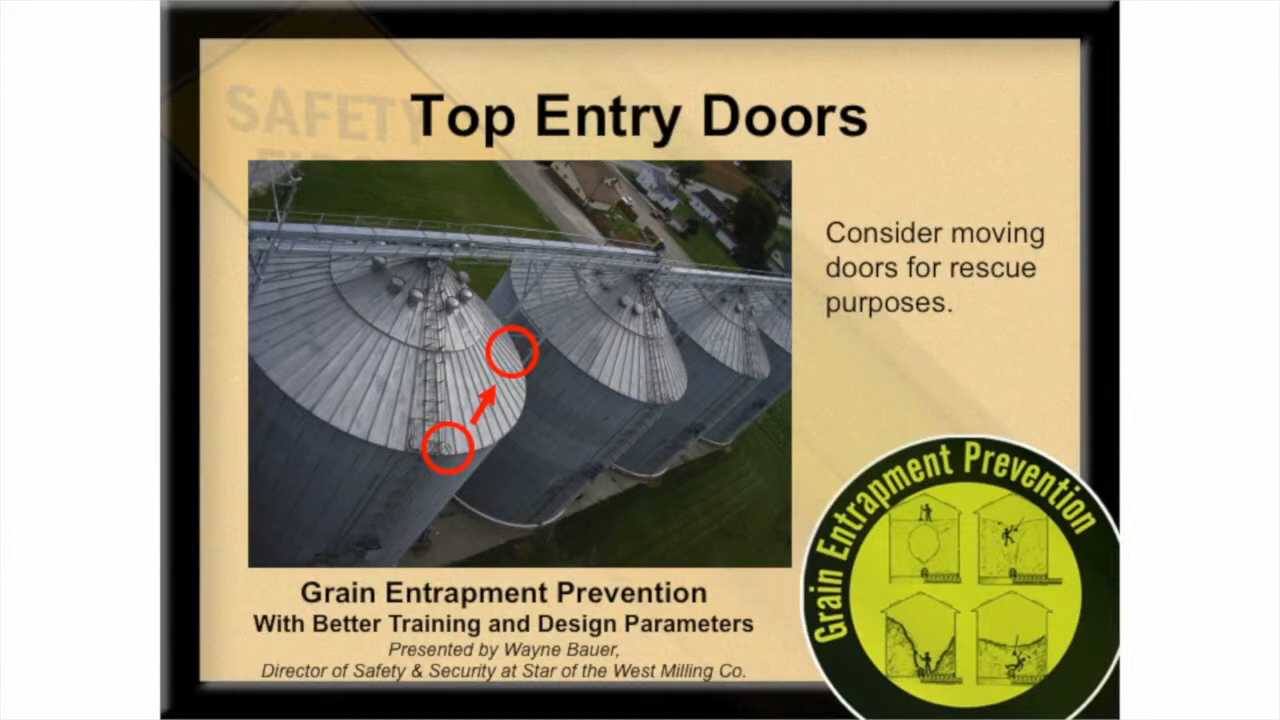 SAFETY
Top Entry Doors
Consider moving
doors for rescue
purposes.
Grain Entrapment Prevention
Grain Entrapment Prevention
With Better Training and Design Parameters
Presented by Wayne Bauer,
Director of Safety & Security at Star of the West Milling Co.